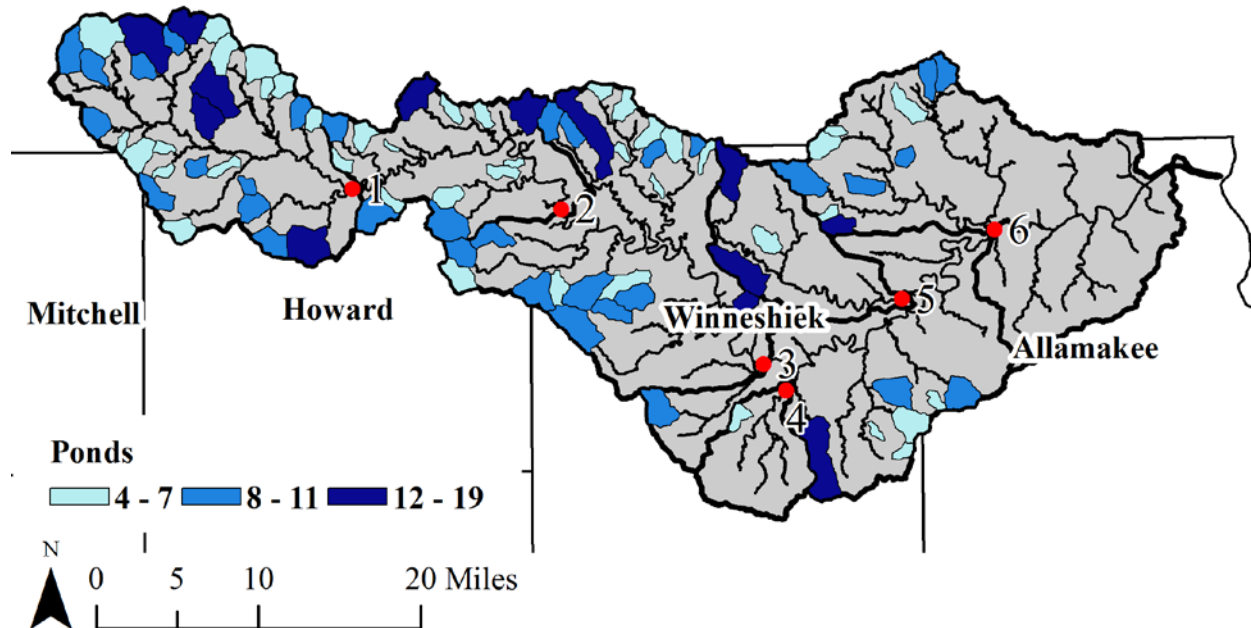 1
2
6
5
Mitchell
Howard
Winneshiek
Allamakee
3
4
Ponds
4 - 7
8 - 11
12 - 19
N
0 5 10 20 Miles